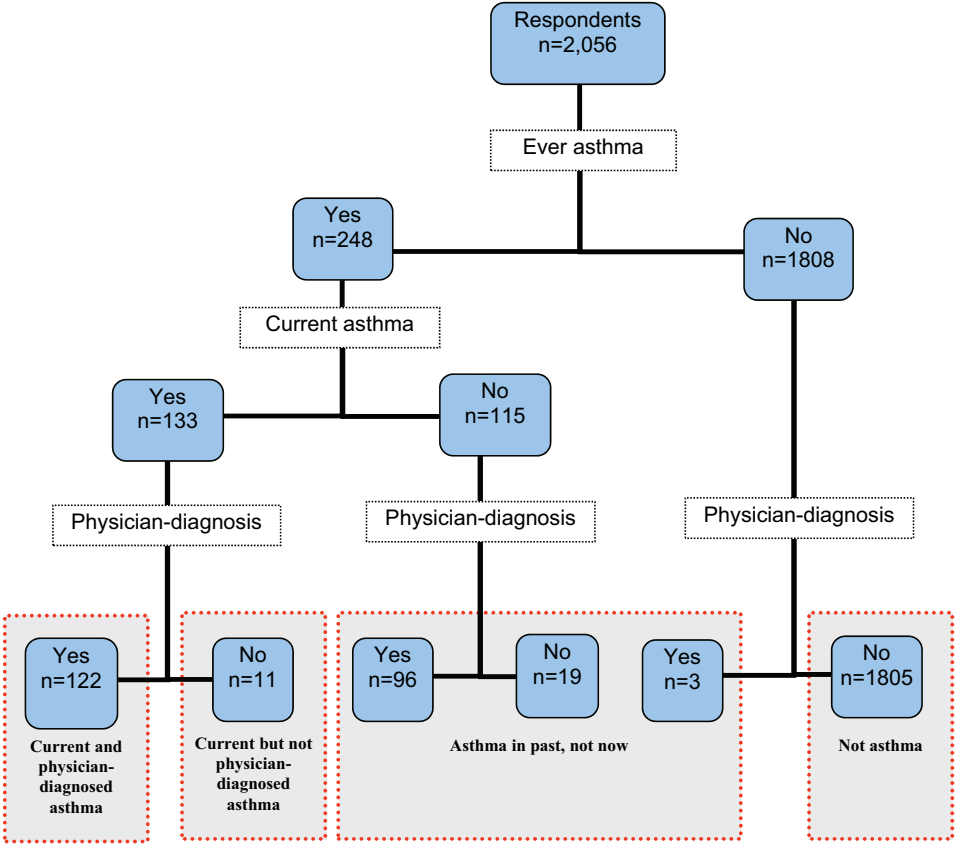 Respondents
n=2,056
Ever asthma
Yes
n=248
No
n=1808
Current asthma
Yes
n=133
No
n=115
Physician-diagnosis
Physician-diagnosis
Physician-diagnosis
Yes
n=122
No
n=11
Yes
n=96
No
n=19
Yes
n=3
No
n=1805
Current and
physician-
diagnosed
asthma
Current but not
physician-
diagnosed
asthma
Asthma in past, not now
Not asthma